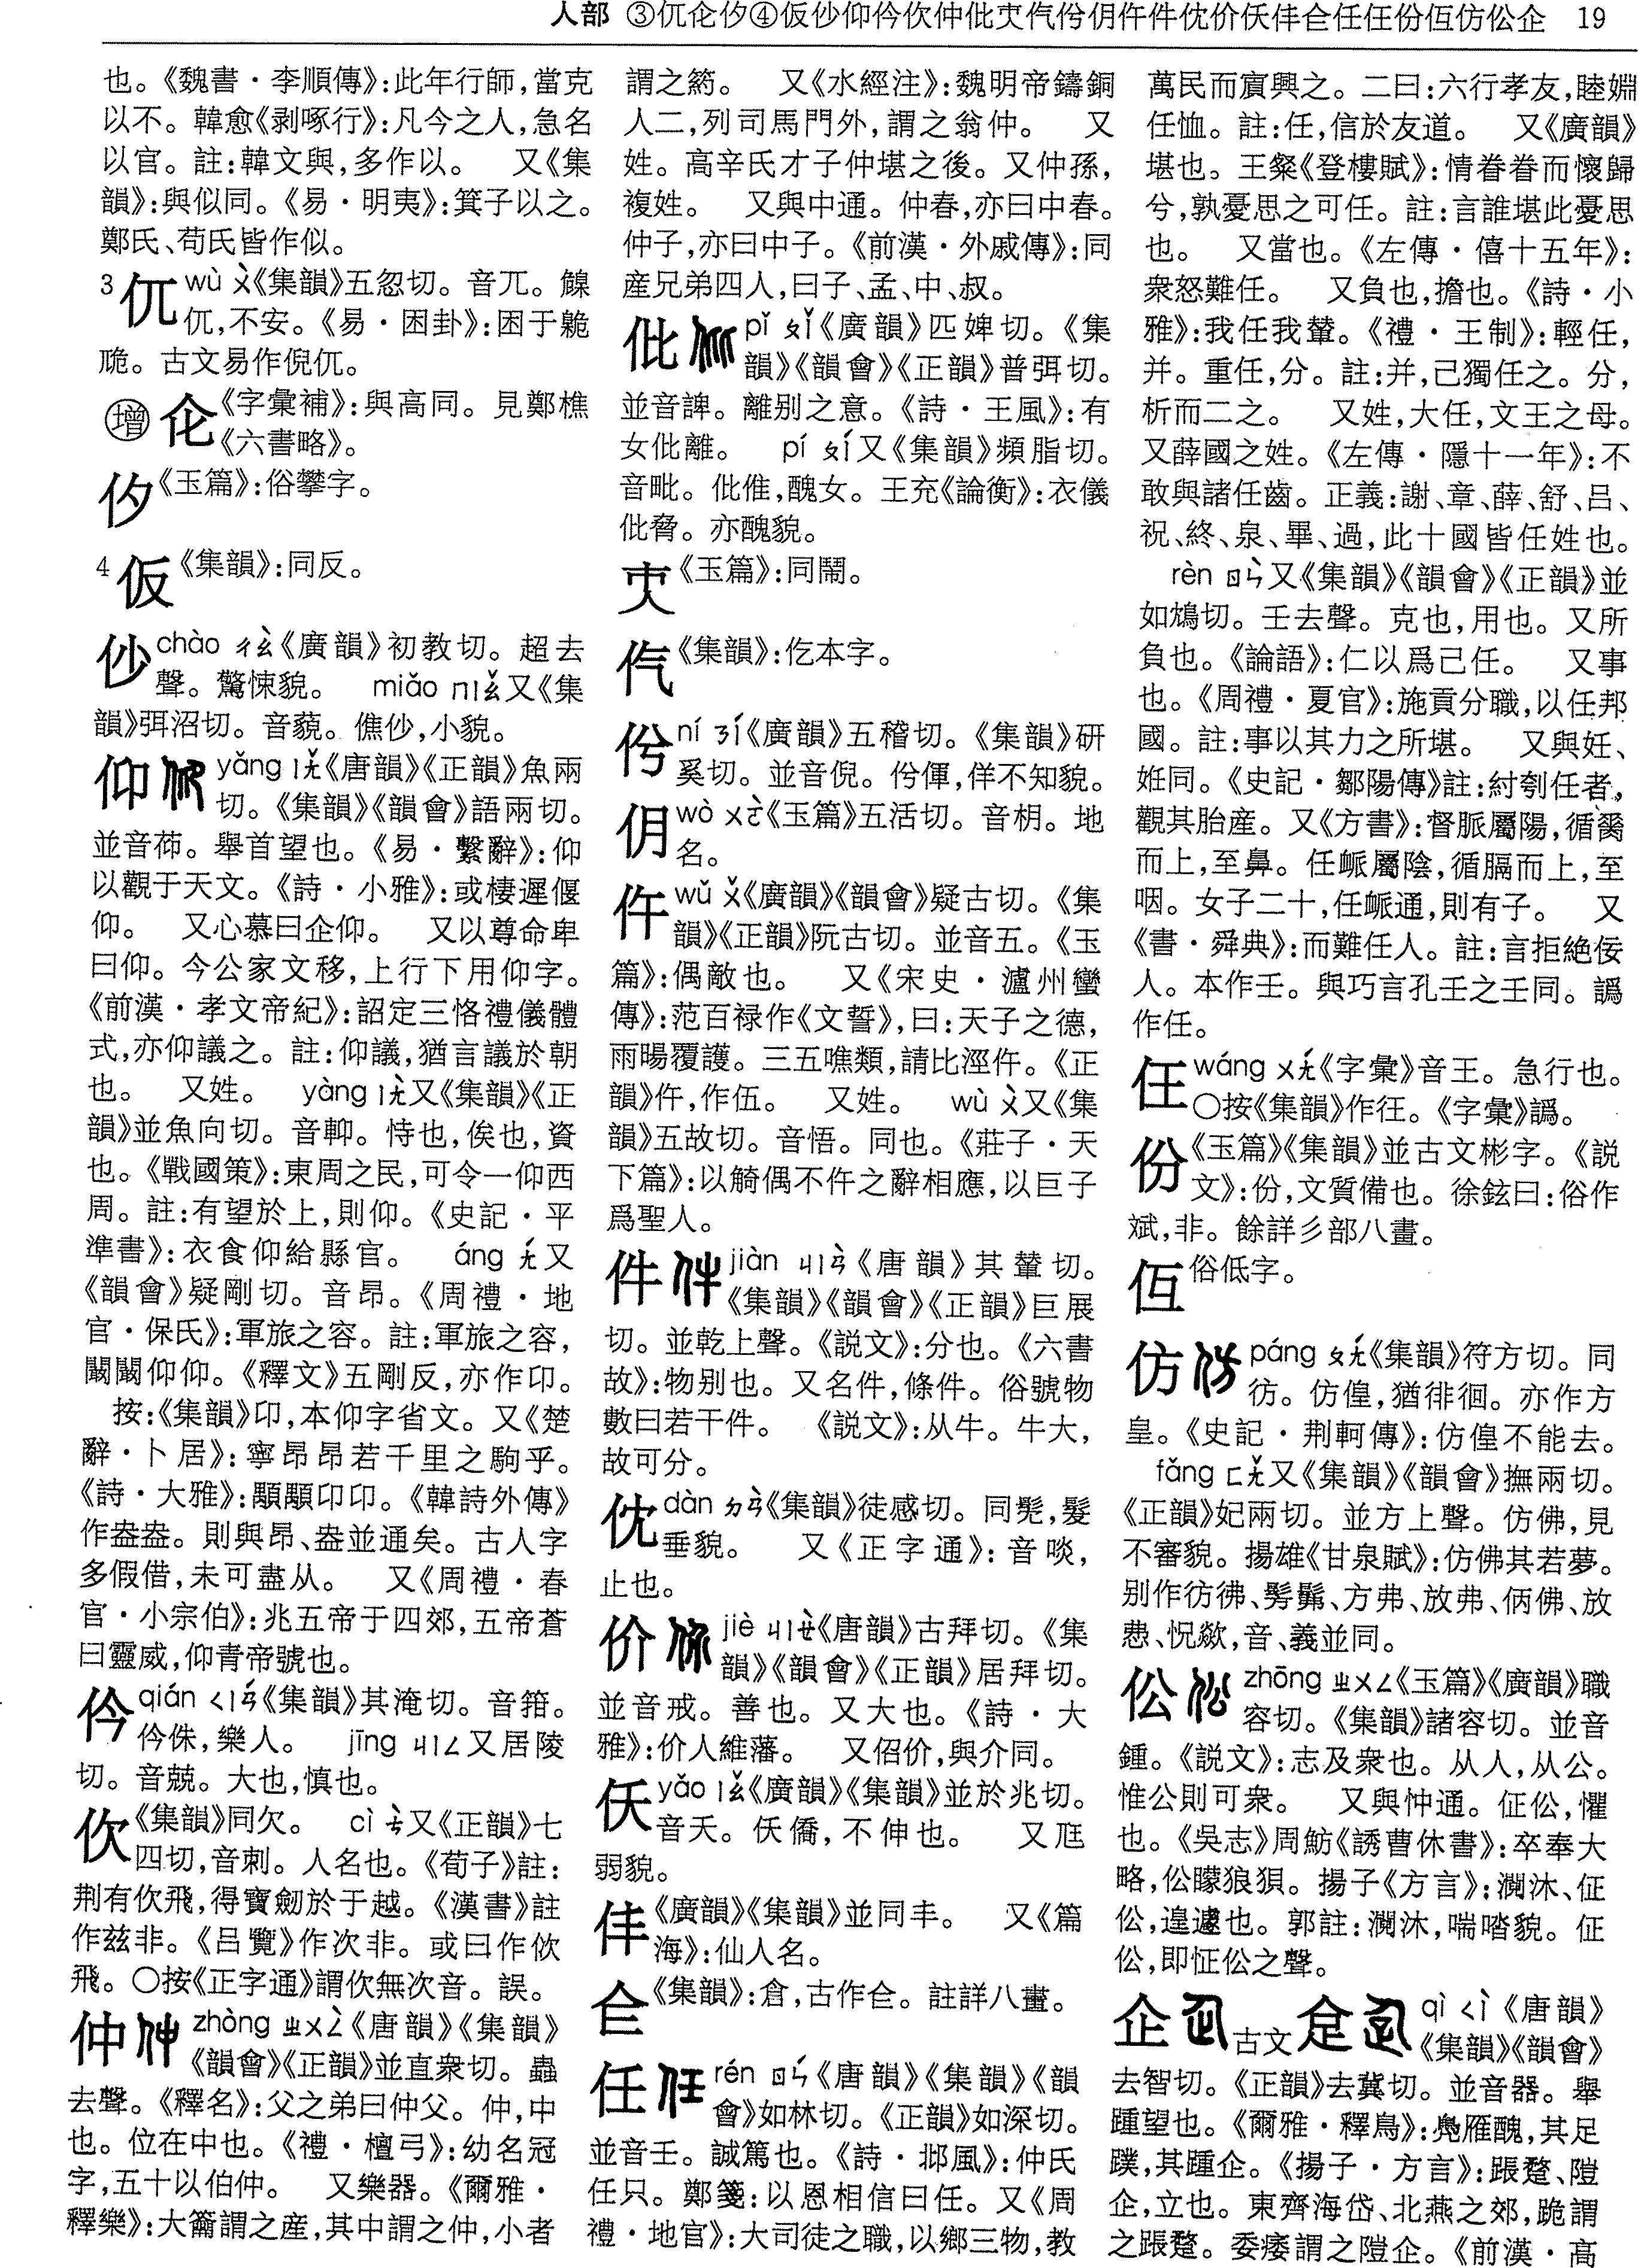 人部 ③伌仑㐴④仮仯仰仱佽仲仳㐲㐹伒仴仵件㐽价仸仹仺任㑌份仾仿伀企 19
也。《魏書·李順傳》:此年行師,當克
以不。韓愈《剥啄行》:凡今之人,急名
以官。註:韓文與,多作以。 又《集
韻》:與似同。《易·明夷》:箕子以之。
鄭氏、荀氏皆作似。
3 仉 wù ㄨˋ《集韻》五忽切。音兀。
仉,不安。《易·困卦》:困于
。古文易作倪仉。
增 仑《字彙補》:與高同。見鄭樵
《六書略》。
《玉篇》:俗攀字。
4 仮《集韻》:同反。
仯 chào ㄔㄠˋ《廣韻》初教切。超去
聲。驚悚貌。 miǎo ㄇㄧㄠˇ又《集
韻》弭沼切。音藐。僬仯,小貌。
仰 yǎng ㄧㄤˇ《唐韻》《正韻》魚兩
切。《集韻》《韻會》語兩切。
並音茚。舉首望也。《易·繫辭》:仰
以觀于天文。《詩·小雅》:或棲遲偃
仰。 又心慕曰企仰。 又以尊命卑
曰仰。今公家文移,上行下用仰字。
《前漢·孝文帝紀》:詔定三恪禮儀體
式,亦仰議之。註:仰議,猶言議於朝
也。 又姓。 yàng ㄧㄤˋ又《集韻》《正
韻》並魚向切。音䭹。恃也,俟也,資
也。《戰國策》:東周之民,可令一仰西
周。註:有望於上,則仰。《史記·平
準書》:衣食仰給縣官。 áng ㄤˊ又
《韻會》疑剛切。音昂。《周禮·地
官·保氏》:軍旅之容。註:軍旅之容,
闞闞仰仰。《釋文》五剛反,亦作卬。
按:《集韻》卬,本仰字省文。又《楚
辭·卜居》:寧昂昂若千里之駒乎。
《詩·大雅》:顒顒卬卬。《韓詩外傳》
作盎盎。則與昂、盎並通矣。古人字
多假借,未可盡从。 又《周禮·春
官·小宗伯》:兆五帝于四郊,五帝蒼
曰靈威,仰青帝號也。
仱 qián ㄑㄧㄢˊ《集韻》其淹切。音箝。
仱侏,樂人。 jīng ㄐㄧㄥ又居陵
切。音兢。大也,慎也。
佽《集韻》同欠。 cì ㄘˋ又《正韻》七
四切,音刺。人名也。《荀子》註:
荆有佽飛,得寶劒於于越。《漢書》註
作兹非。《吕覽》作次非。或曰作佽
飛。○按《正字通》謂佽無次音。誤。
仲 zhòng ㄓㄨㄥˋ《唐韻》《集韻》
《韻會》《正韻》並直衆切。蟲
去聲。《釋名》:父之弟曰仲父。仲,中
也。位在中也。《禮·檀弓》:幼名冠
字,五十以伯仲。 又樂器。《爾雅·
釋樂》:大籥謂之産,其中謂之仲,小者
謂之箹。 又《水經注》:魏明帝鑄銅
人二,列司馬門外,謂之翁仲。 又
姓。高辛氏才子仲堪之後。又仲孫,
複姓。 又與中通。仲春,亦曰中春。
仲子,亦曰中子。《前漢·外戚傳》:同
産兄弟四人,曰子、孟、中、叔。
仳 pǐ ㄆㄧˇ《廣韻》匹婢切。《集
韻》《韻會》《正韻》普弭切。
並音諀。離别之意。《詩·王風》:有
女仳離。 pí ㄆㄧˊ又《集韻》頻脂切。
音毗。仳倠,醜女。王充《論衡》:衣儀
仳脅。亦醜貌。
㐲《玉篇》:同鬧。
㐹《集韻》:仡本字。
伒 ní ㄋㄧˊ《廣韻》五稽切。《集韻》研
奚切。並音倪。伒倱,佯不知貌。
仴 wò ㄨㄛˋ《玉篇》五活切。音枂。地
名。
仵 wǔ ㄨˇ《廣韻》《韻會》疑古切。《集
韻》《正韻》阮古切。並音五。《玉
篇》:偶敵也。 又《宋史·瀘州蠻
傳》:范百禄作《文誓》,曰:天子之德,
雨暘覆護。三五噍類,請比涇仵。《正
韻》仵,作伍。 又姓。 wù ㄨˋ又《集
韻》五故切。音悟。同也。《莊子·天
下篇》:以觭偶不仵之辭相應,以巨子
爲聖人。
件 jiàn ㄐㄧㄢˋ《唐韻》其輦切。
《集韻》《韻會》《正韻》巨展
切。並乾上聲。《説文》:分也。《六書
故》:物别也。又名件,條件。俗號物
數曰若干件。 《説文》:从牛。牛大,
故可分。
㐽 dàn ㄉㄢˋ《集韻》徒感切。同髧,髮
垂貌。 又《正字通》:音啖,
止也。
价 jiè ㄐㄧㄝˋ《唐韻》古拜切。《集
韻》《韻會》《正韻》居拜切。
並音戒。善也。又大也。《詩·大
雅》:价人維藩。 又佋价,與介同。
仸 yǎo ㄧㄠˇ《廣韻》《集韻》並於兆切。
音夭。仸僑,不伸也。 又尪
弱貌。
仹《廣韻》《集韻》並同丰。 又《篇
海》:仙人名。
仺《集韻》:倉,古作仺。註詳八畫。
任 rén ㄖㄣˊ《唐韻》《集韻》《韻
會》如林切。《正韻》如深切。
並音壬。誠篤也。《詩·邶風》:仲氏
任只。鄭箋:以恩相信曰任。又《周
禮·地官》:大司徒之職,以鄉三物,教
萬民而賔興之。二曰:六行孝友,睦婣
任恤。註:任,信於友道。 又《廣韻》
堪也。王粲《登樓賦》:情眷眷而懷歸
兮,孰憂思之可任。註:言誰堪此憂思
也。 又當也。《左傳·僖十五年》:
衆怒難任。 又負也,擔也。《詩·小
雅》:我任我輦。《禮·王制》:輕任,
并。重任,分。註:并,己獨任之。分,
析而二之。 又姓,大任,文王之母。
又薛國之姓。《左傳·隱十一年》:不
敢與諸任齒。正義:謝、章、薛、舒、吕、
祝、終、泉、畢、過,此十國皆任姓也。
rèn ㄖㄣˋ又《集韻》《韻會》《正韻》並
如鴆切。壬去聲。克也,用也。又所
負也。《論語》:仁以爲己任。 又事
也。《周禮·夏官》:施貢分職,以任邦
國。註:事以其力之所堪。 又與妊、
姙同。《史記·鄒陽傳》註:紂刳任者,
觀其胎産。又《方書》:督脈屬陽,循脊
而上,至鼻。任衇屬陰,循膈而上,至
咽。女子二十,任衇通,則有子。 又
《書·舜典》:而難任人。註:言拒絶佞
人。本作壬。與巧言孔壬之壬同。譌
作任。
㑌 wáng ㄨㄤˊ《字彙》音王。急行也。
○按《集韻》作彺。《字彙》譌。
份《玉篇》《集韻》並古文彬字。《説
文》:份,文質備也。徐鉉曰:俗作
斌,非。餘詳彡部八畫。
仾 俗低字。
仿 páng ㄆㄤˊ《集韻》符方切。同
彷。仿偟,猶徘徊。亦作方
皇。《史記·荆軻傳》:仿偟不能去。
fǎng ㄈㄤˇ又《集韻》《韻會》撫兩切。
《正韻》妃兩切。並方上聲。仿佛,見
不審貌。揚雄《甘泉賦》:仿佛其若夢。
别作彷彿、髣髴、方弗、放弗、俩佛、放
悲、怳歘,音、義並同。
伀 zhōng ㄓㄨㄥ《玉篇》《廣韻》職
容切。《集韻》諸容切。並音
鍾。《説文》:志及衆也。从人,从公。
惟公則可衆。 又與忪通。佂伀,懼
也。《吳志》周魴《誘曹休書》:卒奉大
略,伀矇狼狽。揚子《方言》:㵍沐、佂
伀,遑遽也。郭註:㵍沐,喘喈貌。佂
伀,即怔伀之聲。
企 古文 𠈮 qì ㄑㄧˋ《唐韻》
《集韻》《韻會》
去智切。《正韻》去冀切。並音器。舉
踵望也。《爾雅·釋鳥》:鳧雁醜,其足
蹼,其踵企。《揚子·方言》:䠆䠞、隑
企,立也。東齊海岱、北燕之郊,跪謂
之䠆䠞。委痿謂之隑企。《前漢·高